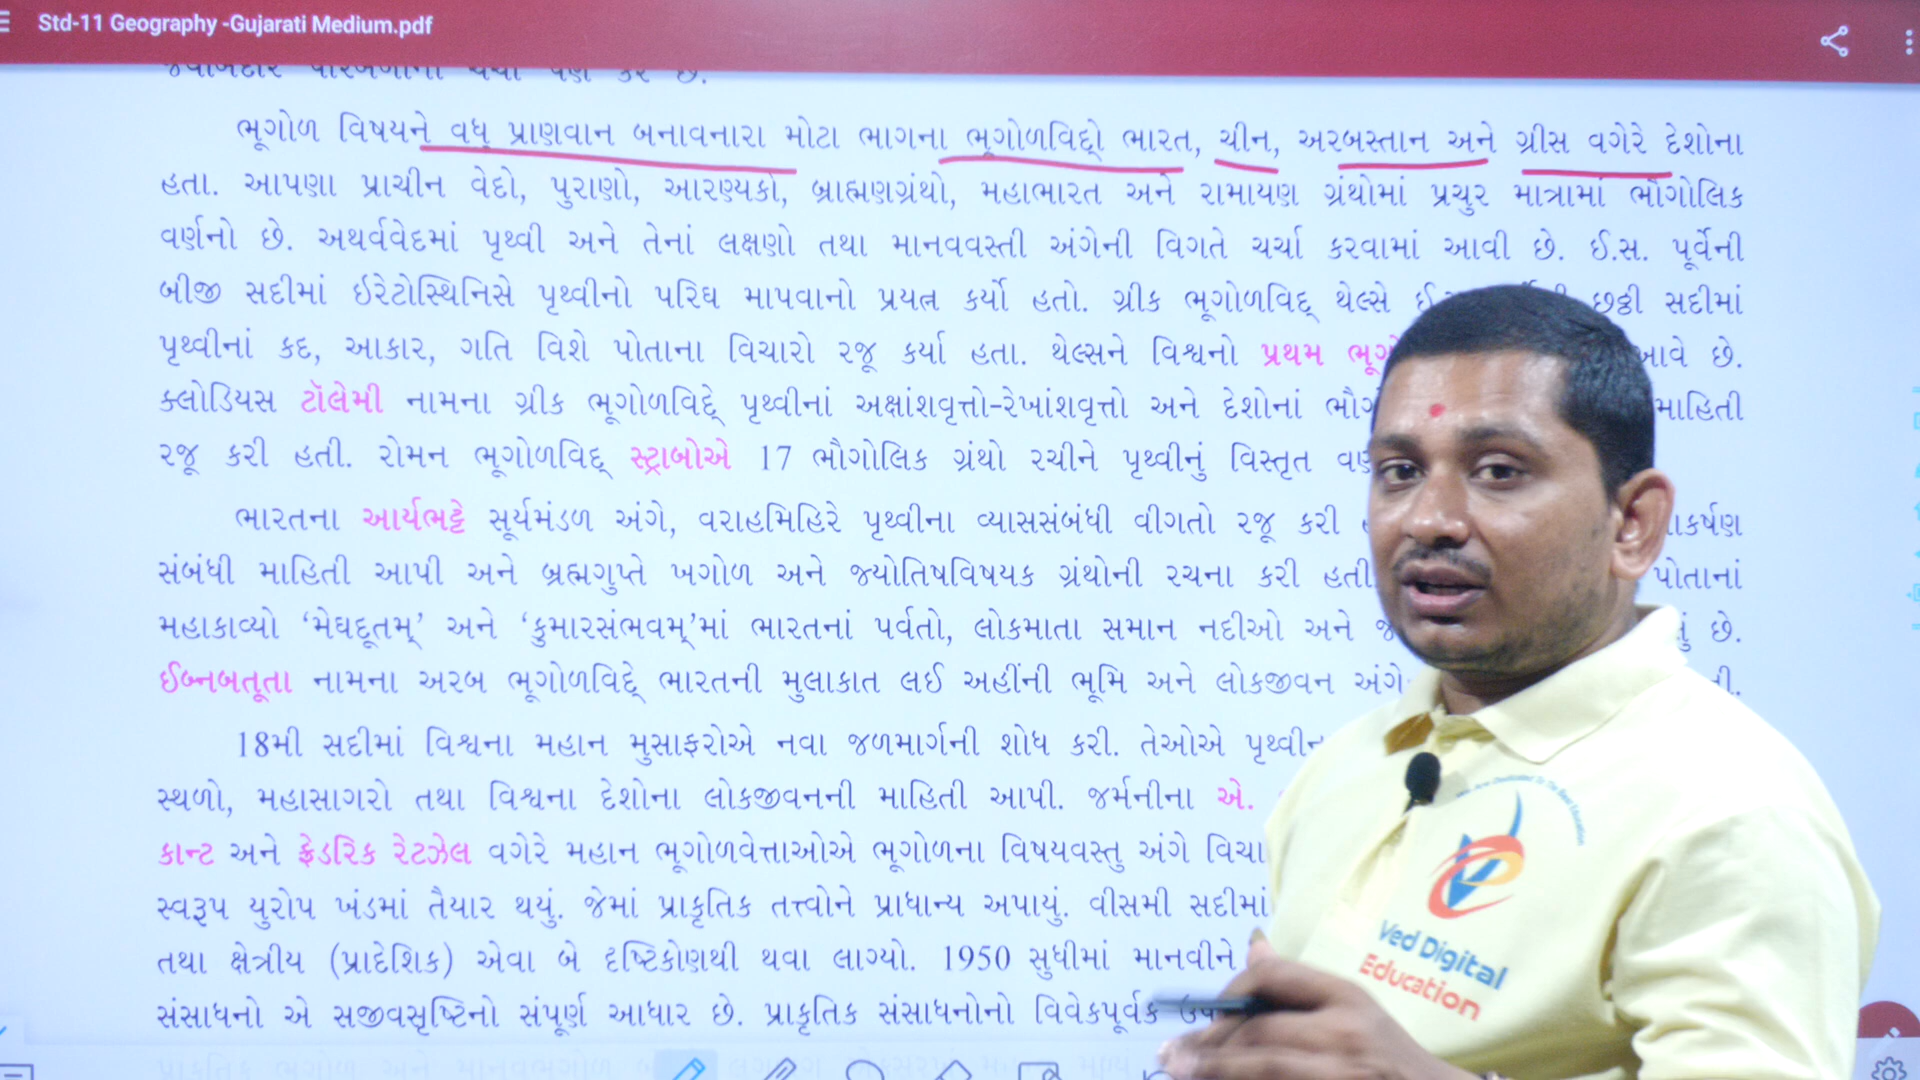 Std-11 Geography -Gujarati Medium.pdf
ભૂગોળ વિષયને વધુ પ્રાણવાન બનાવનારા મોટા ભાગના ભૂગોળવિદ્દો ભારત, ચીન, અરબસ્તાન અને ગ્રીસ વગેરે દેશોના
હતા. આપણા પ્રાચીન વેદો, પુરાણો, આરણ્યકો, બ્રાહ્મણગ્રંથો, મહાભારત અને રામાયણ ગ્રંથોમાં પ્રચુર માત્રામાં ભૌગોલિક
વર્ણનો છે. અથર્વવેદમાં પૃથ્વી અને તેનાં લક્ષણો તથા માનવવસ્તી અંગેની વિગતે ચર્ચા કરવામાં આવી છે. ઈ.સ. પૂર્વેની
બીજી સદીમાં ઇરેટોસ્થિનિસે પૃથ્વીનો પરિઘ માપવાનો પ્રયત્ન કર્યો હતો. ગ્રીક ભૂગોળવિદ્ થેલ્સે છઠ્ઠી સદીમાં
પૃથ્વીનાં કદ, આકાર, ગતિ વિશે પોતાના વિચારો રજૂ કર્યા હતા. થેલ્સને વિશ્વનો પ્રથમ છે.
ક્લોડિયસ ટૉલેમી નામના ગ્રીક ભૂગોળવિદ્દે પૃથ્વીનાં અક્ષાંશવૃત્તો-રેખાંશવૃત્તો અને દેશોનાં માહિતી
રજૂ કરી હતી. રોમન ભૂગોળવિદ્ સ્ટ્રાબોએ 17 ભૌગોલિક ગ્રંથો રચીને પૃથ્વીનું વિસ્તૃત
ભારતના આર્યભટ્ટે સૂર્યમંડળ અંગે, વરાહમિહિરે પૃથ્વીના વ્યાસસંબંધી વીગતો રજૂ કરી
સંબંધી માહિતી આપી અને બ્રહ્મગુપ્તે ખગોળ અને જ્યોતિષવિષયક ગ્રંથોની રચના કરી હતી. પોતાનાં
મહાકાવ્યો ‘મેઘદૂતમ્’ અને ‘કુમારસંભવમ્’માં ભારતનાં પર્વતો, લોકમાતા સમાન નદીઓ અને છે.
ઈબ્નબતૂતા નામના અરબ ભૂગોળવિદ્દે ભારતની મુલાકાત લઈ અહીંની ભૂમિ અને લોકજીવન અંગે
18મી સદીમાં વિશ્વના મહાન મુસાફરોએ નવા જળમાર્ગની શોધ કરી. તેઓએ
સ્થળો, મહાસાગરો તથા વિશ્વના દેશોના લોકજીવનની માહિતી આપી. જર્મનીના એ.
કાન્ટ અને ફ્રેડરિક રેટઝેલ વગેરે મહાન ભૂગોળવેત્તાઓએ ભૂગોળના વિષયવસ્તુ અંગે
સ્વરૂપ યુરોપ ખંડમાં તૈયાર થયું. જેમાં પ્રાકૃતિક તત્ત્વોને પ્રાધાન્ય અપાયું. વીસમી સદીમાં
તથા ક્ષેત્રીય (પ્રાદેશિક) એવા બે દૃષ્ટિકોણથી થવા લાગ્યો. 1950 સુધીમાં માનવીને
સંસાધનો એ સજીવસૃષ્ટિનો સંપૂર્ણ આધાર છે. પ્રાકૃતિક સંસાધનોનો વિવેકપૂર્વક
Ved Digital
Education